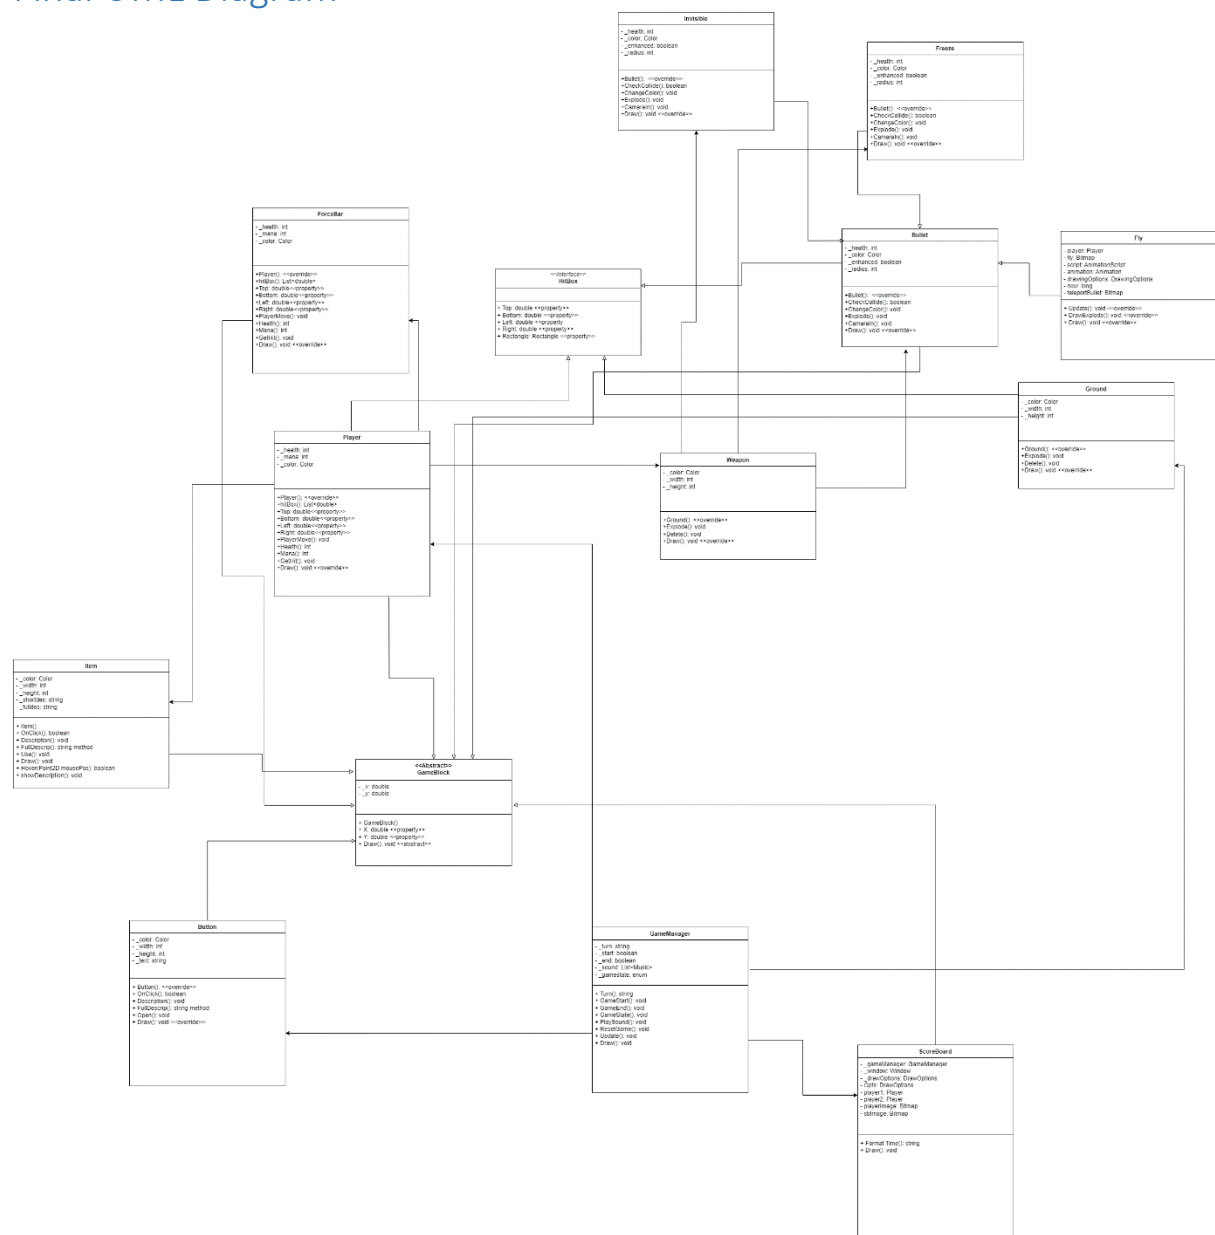 Final UML Diagram
Invisible
- _health: int
- _color: Color
- _enhanced: boolean
- _radius: int
+Bullet(): <<override>>
+CheckCollide(): boolean
+ChangeColor(): void
+Explode(): void
+CameraIn(): void
+Draw(): void <<override>>
Freeze
- _health: int
- _color: Color
- _enhanced: boolean
- _radius: int
+Bullet(): <<override>>
+CheckCollide(): boolean
+ChangeColor(): void
+Explode(): void
+CameraIn(): void
+Draw(): void <<override>>
ForceBar
- _health: int
- _mana: int
- _color: Color
+Player(): <<override>>
+hitBox(): List<double>
+Top: double<<property>>
+Bottom: double<<property>>
+Left: double<<property>>
+Right: double<<property>>
+PlayerMove(): void
+Health(): int
+Mana(): int
+GetHit(): void
+Draw(): void <<override>>
<<Interface>>
HitBox
+ Top: double <<property>>
+ Bottom: double <<property>>
+ Left: double <<property
+ Right: double <<property>>
+ Rectangle: Rectangle <<property>>
Bullet
- _health: int
- _color: Color
- _enhanced: boolean
- _radius: int
+Bullet(): <<override>>
+CheckCollide(): boolean
+ChangeColor(): void
+Explode(): void
+CameraIn(): void
+Draw(): void <<override>>
Fly
- player: Player
- fly: Bitmap
- script: AnimationScript
- animation: Animation
- drawingOptions: DrawingOptions
- now: long
- teleportBullet: Bitmap
+ Update(): void <<override>>
+ DrawExplode(): void <<override>>
+ Draw(): void <<override>>
Ground
- _color: Color
- _width: int
- _height: int
+Ground(): <<override>>
+Explode(): void
+Delete(): void
+Draw(): void <<override>>
Player
- _health: int
- _mana: int
- _color: Color
+Player(): <<override>>
+hitBox(): List<double>
+Top: double<<property>>
+Bottom: double<<property>>
+Left: double<<property>>
+Right: double<<property>>
+PlayerMove(): void
+Health(): int
+Mana(): int
+GetHit(): void
+Draw(): void <<override>>
Weapon
- _color: Color
- _width: int
- _height: int
+Ground(): <<override>>
+Explode(): void
+Delete(): void
+Draw(): void <<override>>
Item
- _color: Color
- _width: int
- _height: int
- _shortdes: string
- _fulldes: string
+ Item()
+ OnClick(): boolean
+ Description(): void
+ FullDescrip(): string method
+ Use(): void
+ Draw(): void
+ Hover(Point2D mousePos): boolean
+ showDescription(): void
<<Abstract>>
GameBlock
- _x: double
- _y: double
+ GameBlock()
+ X: double <<property>>
+ Y: double <<property>>
+ Draw(): void <<abstract>>
Button
- _color: Color
- _width: int
- _height: int
- _text: string
+ Button(): <<override>>
+ OnClick(): boolean
+ Description(): void
+ FullDescrip(): string method
+ Open(): void
+ Draw(): void <<override>>
GameManager
- _turn: string
- _start: boolean
- _end: boolean
- _sound: List<Music>
- _gamestate: enum
+ Turn(): string
+ GameStart(): void
+ GameEnd(): void
+ GameState(): void
+ PlaySound(): void
+ ResetGame(): void
+ Update(): void
+ Draw(): void
ScoreBoard
- _gameManager: GameManager
- _window: Window
- _drawOptions: DrawOptions
- Opts: DrawOptions
- player1: Player
- player2: Player
- playerImage: Bitmap
- sbImage: Bitmap
+ Format Time(): string
+ Draw(): void